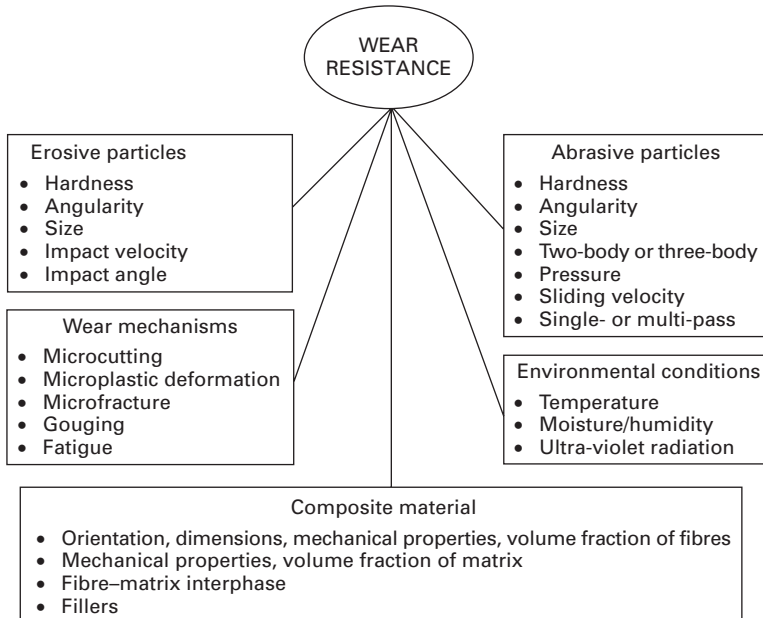 WEAR
RESISTANCE
Erosive particles
• Hardness
• Angularity
• Size
• Impact velocity
• Impact angle
Abrasive particles
• Hardness
• Angularity
• Size
• Two-body or three-body
• Pressure
• Sliding velocity
• Single- or multi-pass
Wear mechanisms
• Microcutting
• Microplastic deformation
• Microfracture
• Gouging
• Fatigue
Environmental conditions
• Temperature
• Moisture/humidity
• Ultra-violet radiation
Composite material
• Orientation, dimensions, mechanical properties, volume fraction of fibres
• Mechanical properties, volume fraction of matrix
• Fibre–matrix interphase
• Fillers